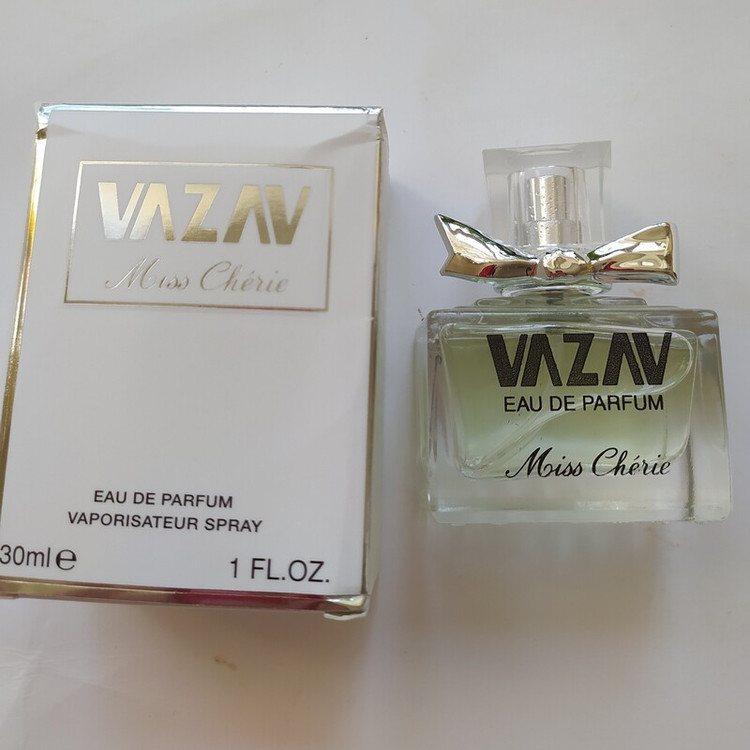 VAZAV
Miss Chérie
EAU DE PARFUM
VAPORISATEUR SPRAY
30ml e
1 FL.OZ.
VAZAV
EAU DE PARFUM
Miss Chérie